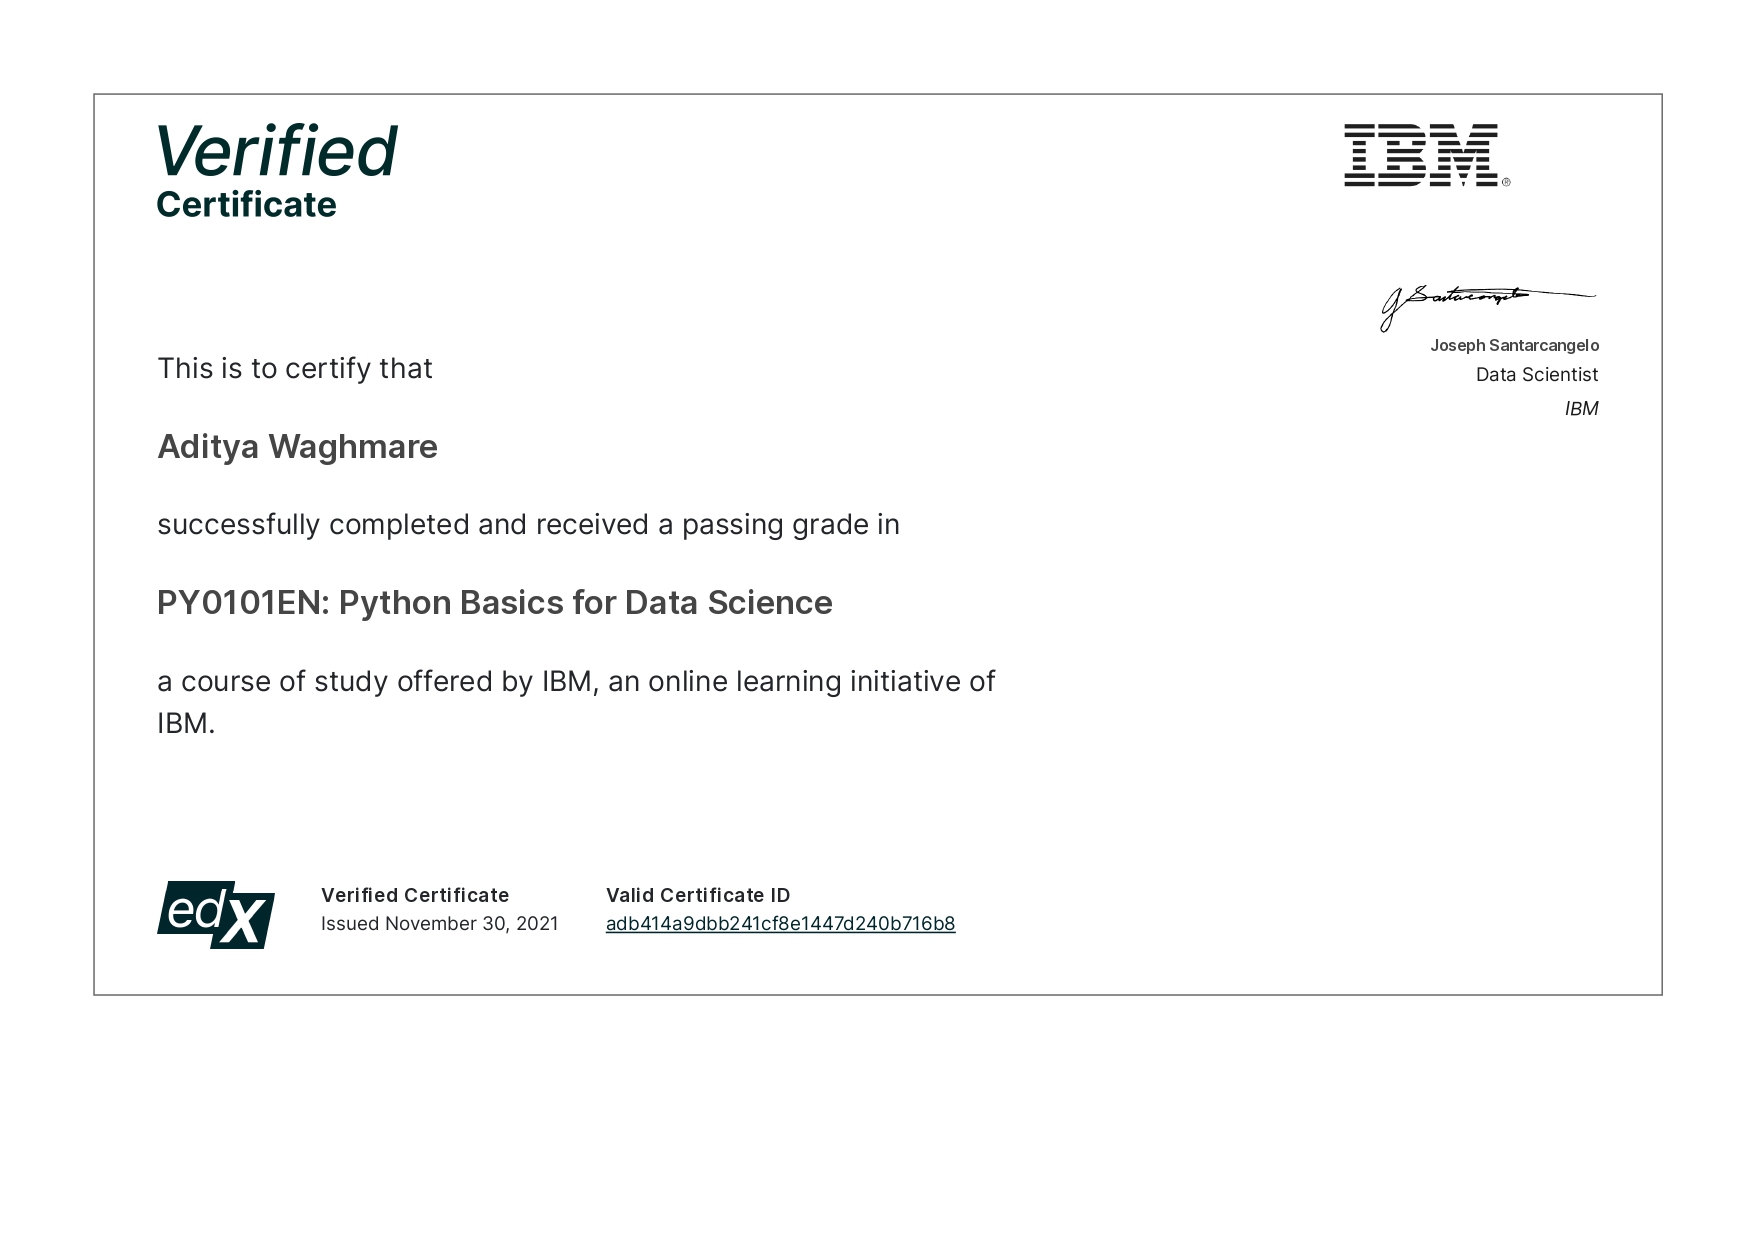 Verified
Certificate
IBM®
J Santarcangelo
Joseph Santarcangelo
Data Scientist
IBM
This is to certify that
Aditya Waghmare
successfully completed and received a passing grade in
PY0101EN: Python Basics for Data Science
a course of study offered by IBM, an online learning initiative of
IBM.
edX
Verified Certificate
Issued November 30, 2021
Valid Certificate ID
adb414a9dbb241cf8e1447d240b716b8